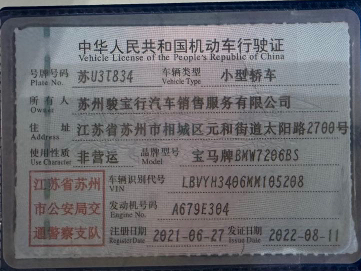 中华人民共和国机动车行驶证
Vehicle License of the People's Republic of China
号牌号码 苏U3T834 车辆类型 小型轿车
Plate No. Vehicle Type
所有人 苏州骏宝行汽车销售服务有限公司
Owner
住址 江苏省苏州市相城区元和街道太阳路2700号
Address
使用性质 非营运 品牌型号 宝马牌BMW7206BS
Use Character Model
江苏省苏州 车辆识别代号 LBVYH3406MM105208
VIN
市公安局交 发动机号码 A679E304
Engine No.
通警察支队 注册日期 2021-06-27 发证日期 2022-08-11
Register Date Issue Date